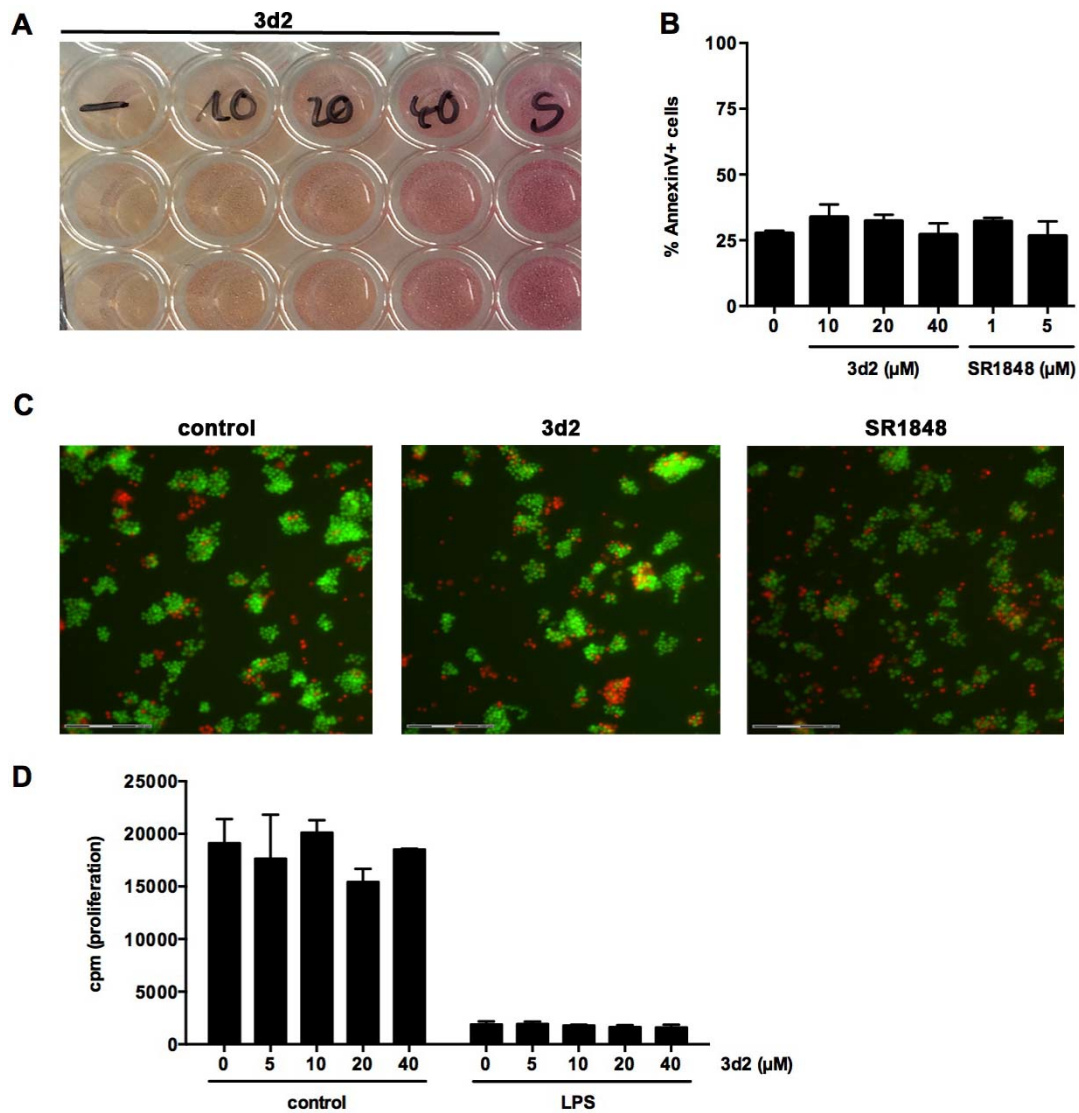 A
3d2
– 10 20 40 S
B
% AnnexinV+ cells
100
75
50
25
0
0 10 20 40 1 5
3d2 (µM) SR1848 (µM)
C
control 3d2 SR1848
D
cpm (proliferation)
25000
20000
15000
10000
5000
0
0 5 10 20 40 0 5 10 20 40 3d2 (µM)
control LPS